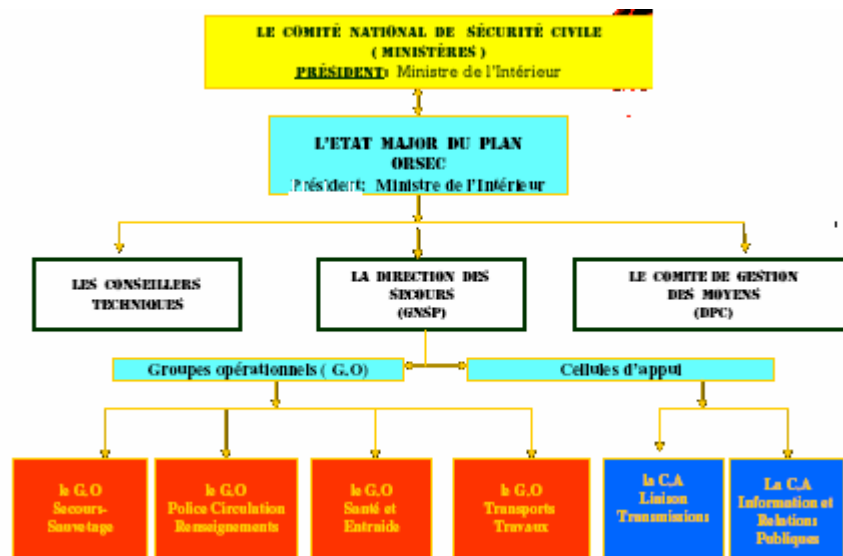 LE COMITÉ NATIONAL DE SÉCURITÉ CIVILE
( MINISTÈRES )
PRÉSIDENT: Ministre de l'Intérieur
L'ETAT MAJOR DU PLAN
ORSEC
Président: Ministre de l'Intérieur
LES CONSEILLERS
TECHNIQUES
LA DIRECTION DES
SECOURS
(GNSP)
LE COMITE DE GESTION
DES MOYENS
(DPC)
Groupes opérationnels ( G.O)
Cellules d'appui
le G.O
Secours-
Sauvetage
le G.O
Police Circulation
Renseignements
le G.O
Santé et
Entraide
le G.O
Transports
Travaux
la C.A
Liaison
Transmissions
La C.A
Information et
Relations
Publiques